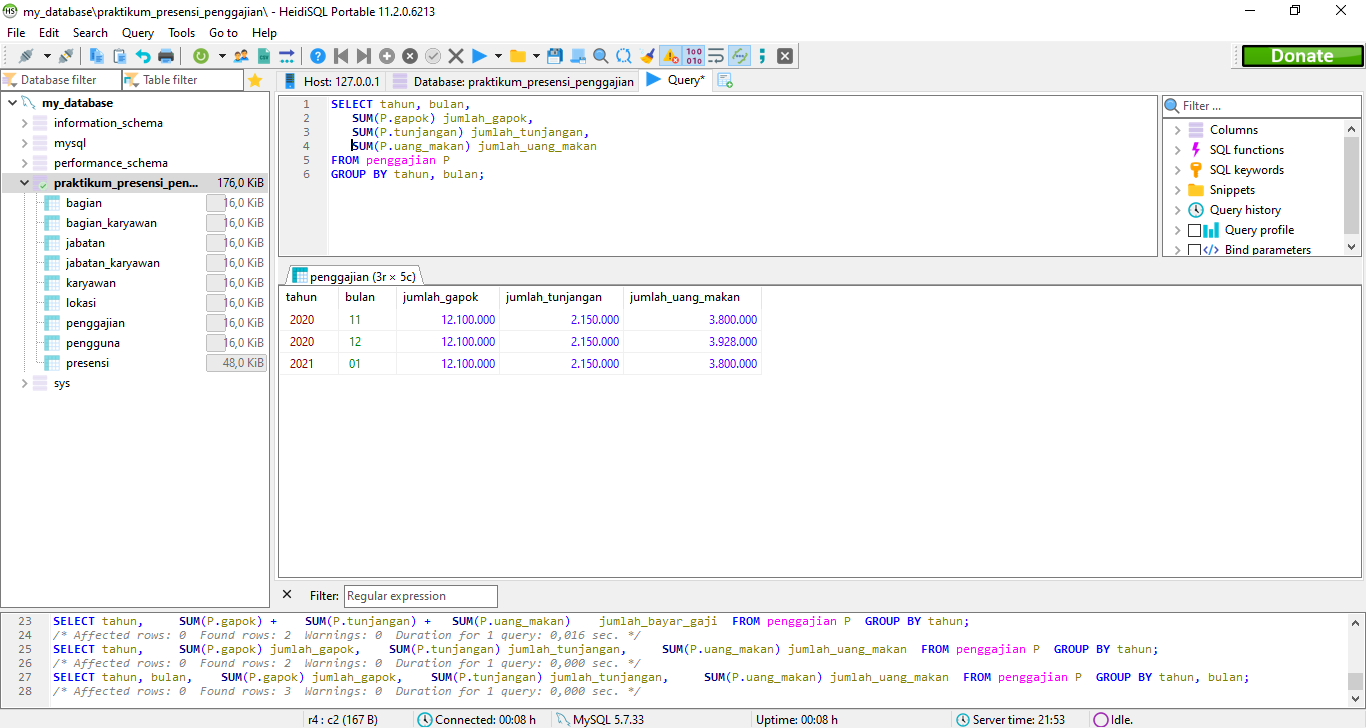 my_database\praktikum_presensi_penggajian\ - HeidiSQL Portable 11.2.0.6213
File Edit Search Query Tools Go to Help
Donate
Database filter
Table filter
Host: 127.0.0.1
Database: praktikum_presensi_penggajian
Query*
my_database
information_schema
mysql
performance_schema
praktikum_presensi_pen... 176,0 KiB
bagian 16,0 KiB
bagian_karyawan 16,0 KiB
jabatan 16,0 KiB
jabatan_karyawan 16,0 KiB
karyawan 16,0 KiB
lokasi 16,0 KiB
penggajian 16,0 KiB
pengguna 16,0 KiB
presensi 48,0 KiB
sys
1 SELECT tahun, bulan,
2 SUM(P.gapok) jumlah_gapok,
3 SUM(P.tunjangan) jumlah_tunjangan,
4 SUM(P.uang_makan) jumlah_uang_makan
5 FROM penggajian P
6 GROUP BY tahun, bulan;
Filter ...
Columns
SQL functions
SQL keywords
Snippets
Query history
Query profile
Bind parameters
penggajian (3r × 5c)
tahun bulan jumlah_gapok jumlah_tunjangan jumlah_uang_makan
2020 11 12.100.000 2.150.000 3.800.000
2020 12 12.100.000 2.150.000 3.928.000
2021 01 12.100.000 2.150.000 3.800.000
Filter: Regular expression
23 SELECT tahun, SUM(P.gapok) + SUM(P.tunjangan) + SUM(P.uang_makan) jumlah_bayar_gaji FROM penggajian P GROUP BY tahun;
24 /* Affected rows: 0 Found rows: 2 Warnings: 0 Duration for 1 query: 0,016 sec. */
25 SELECT tahun, SUM(P.gapok) jumlah_gapok, SUM(P.tunjangan) jumlah_tunjangan, SUM(P.uang_makan) jumlah_uang_makan FROM penggajian P GROUP BY tahun;
26 /* Affected rows: 0 Found rows: 2 Warnings: 0 Duration for 1 query: 0,000 sec. */
27 SELECT tahun, bulan, SUM(P.gapok) jumlah_gapok, SUM(P.tunjangan) jumlah_tunjangan, SUM(P.uang_makan) jumlah_uang_makan FROM penggajian P GROUP BY tahun, bulan;
28 /* Affected rows: 0 Found rows: 3 Warnings: 0 Duration for 1 query: 0,000 sec. */
r4 : c2 (167 B) Connected: 00:08 h MySQL 5.7.33 Uptime: 00:08 h Server time: 21:53 Idle.